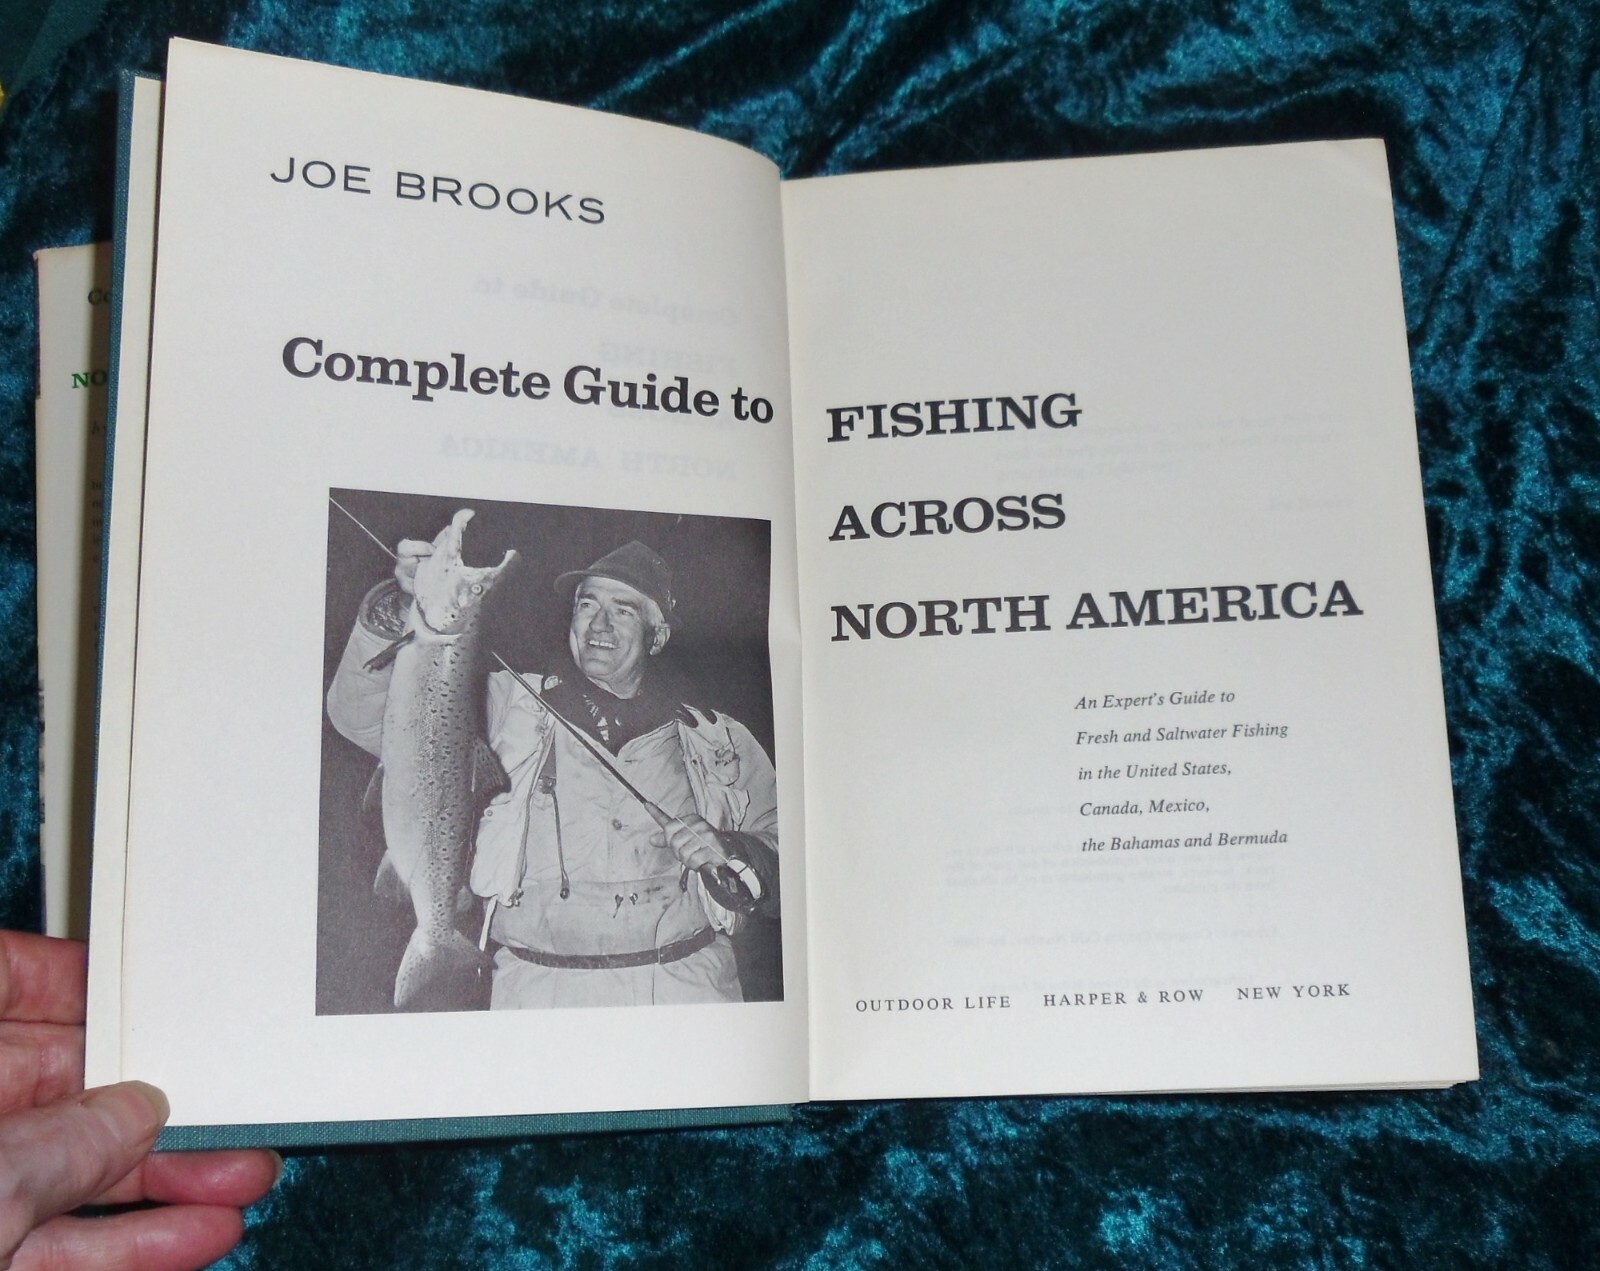 JOE BROOKS
Complete Guide to
FISHING
ACROSS
NORTH AMERICA
An Expert's Guide to
Fresh and Saltwater Fishing
in the United States,
Canada, Mexico,
the Bahamas and Bermuda
OUTDOOR LIFE HARPER & ROW NEW YORK